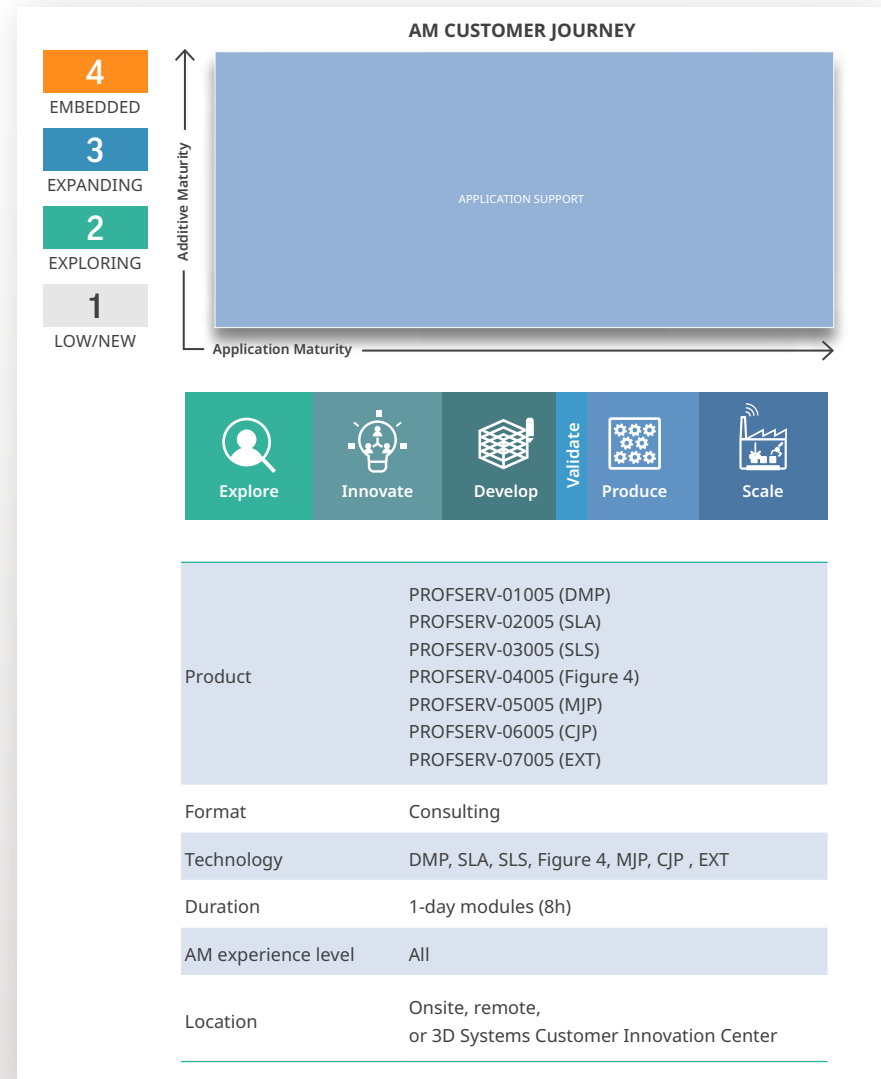 AM CUSTOMER JOURNEY
4
EMBEDDED
3
EXPANDING
2
EXPLORING
1
LOW/NEW
Additive Maturity
APPLICATION SUPPORT
Application Maturity
Explore
Innovate
Develop
Validate
Produce
Scale
Product
PROFSERV-01005 (DMP)
PROFSERV-02005 (SLA)
PROFSERV-03005 (SLS)
PROFSERV-04005 (Figure 4)
PROFSERV-05005 (MJP)
PROFSERV-06005 (CJP)
PROFSERV-07005 (EXT)
Format Consulting
Technology DMP, SLA, SLS, Figure 4, MJP, CJP , EXT
Duration 1-day modules (8h)
AM experience level All
Location
Onsite, remote,
or 3D Systems Customer Innovation Center